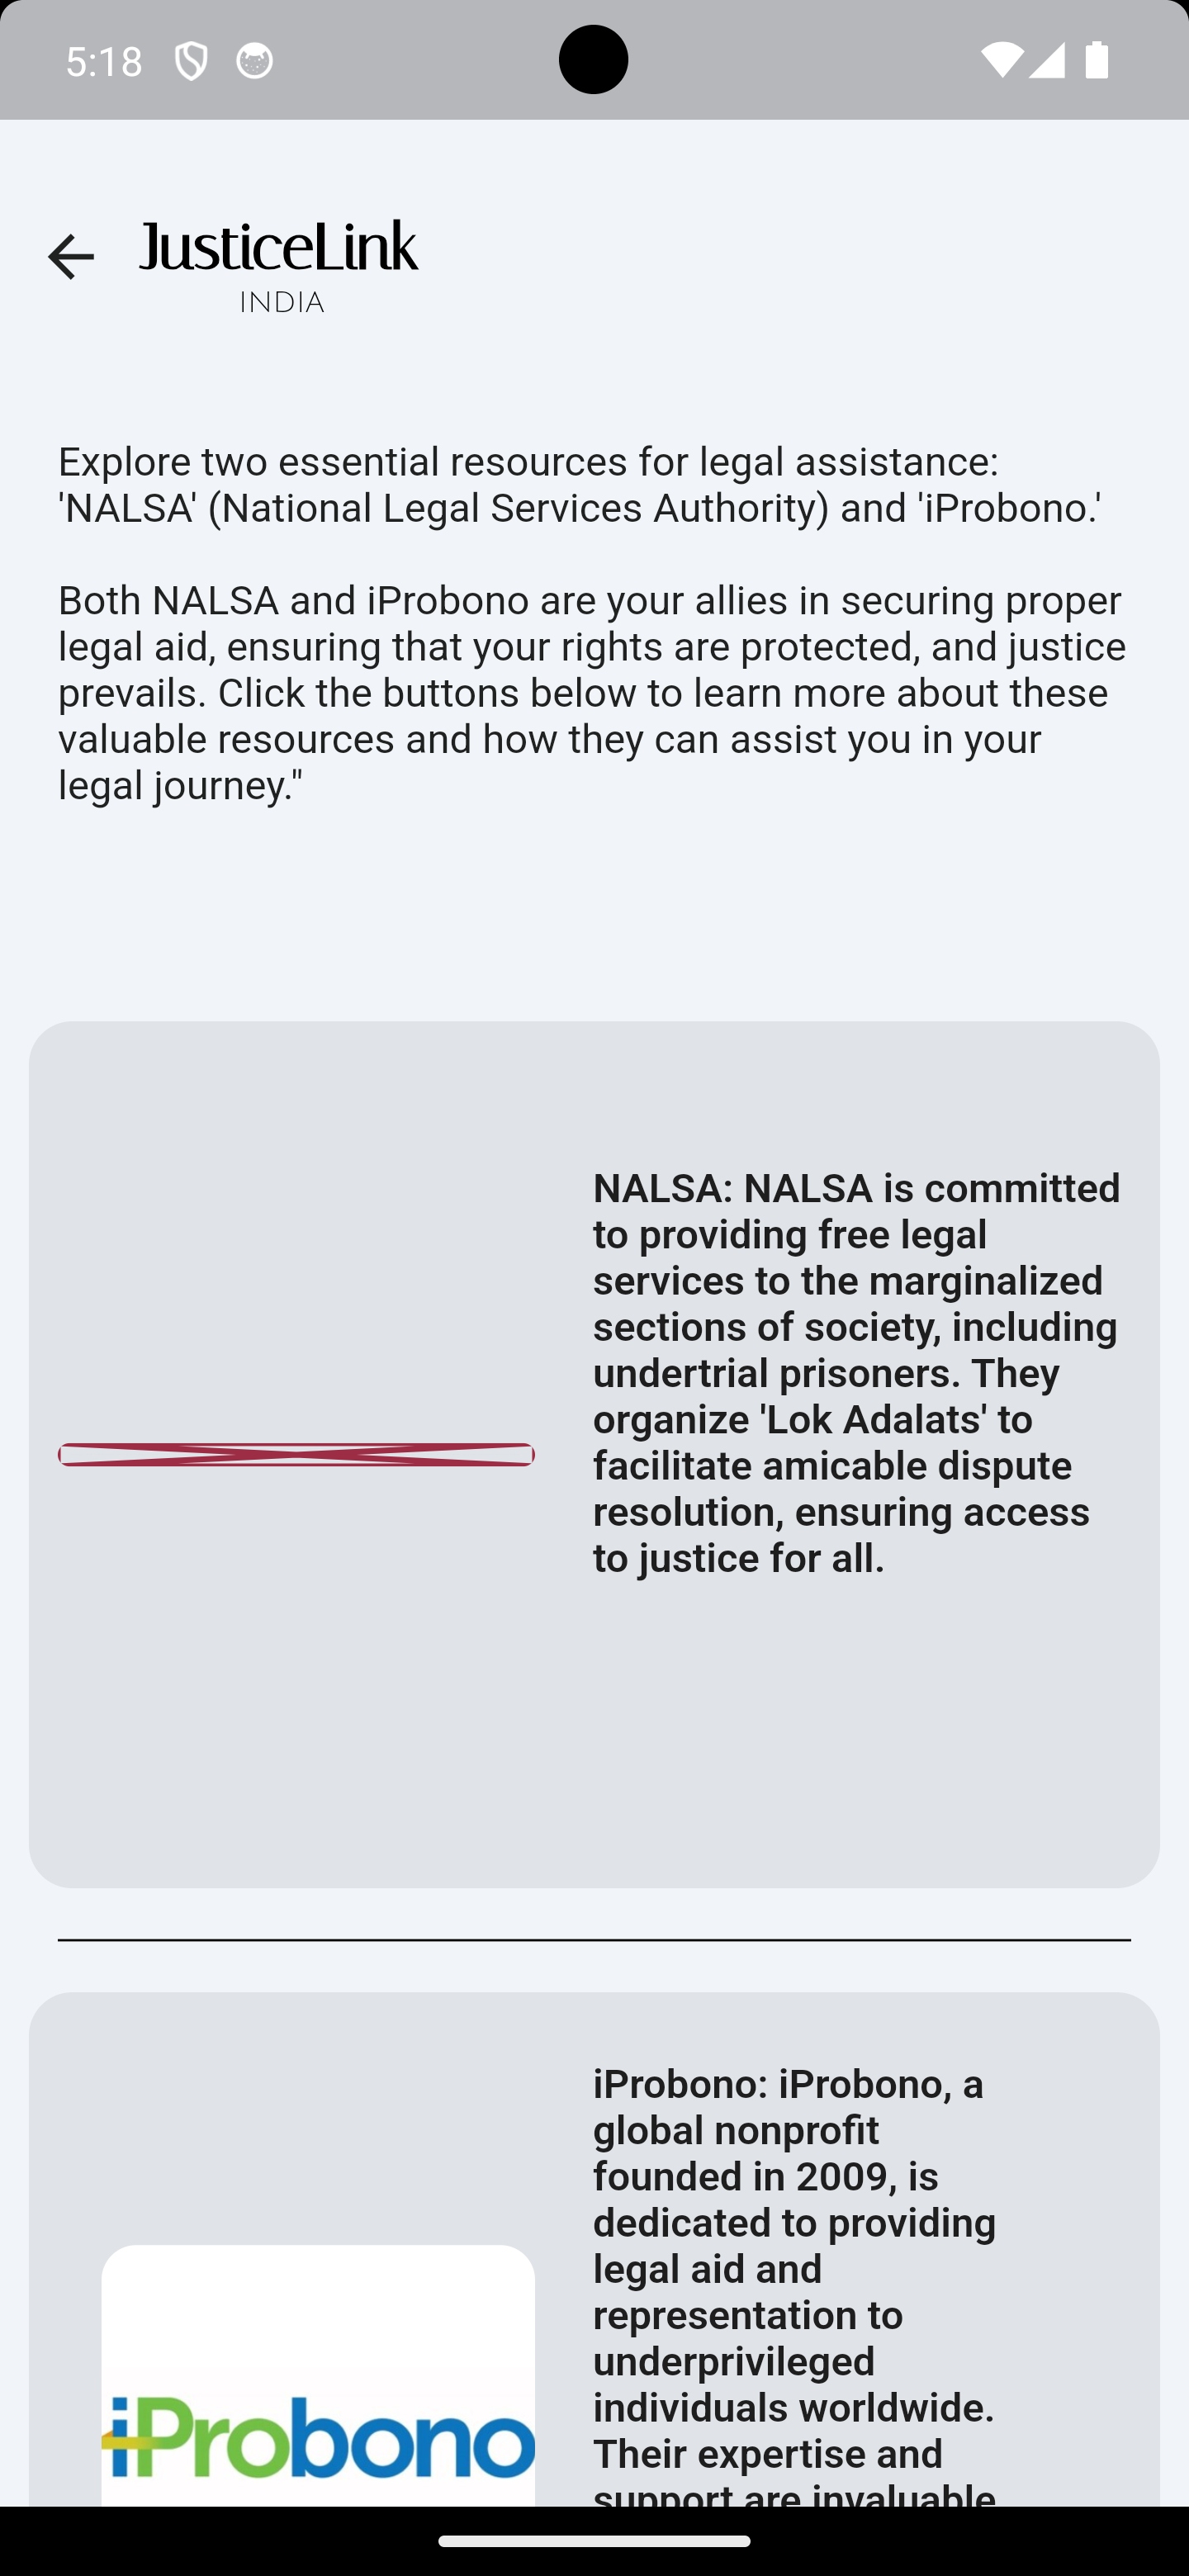 5:18
JusticeLink
INDIA
Explore two essential resources for legal assistance:
'NALSA' (National Legal Services Authority) and 'iProbono.'
Both NALSA and iProbono are your allies in securing proper
legal aid, ensuring that your rights are protected, and justice
prevails. Click the buttons below to learn more about these
valuable resources and how they can assist you in your
legal journey."
NALSA: NALSA is committed
to providing free legal
services to the marginalized
sections of society, including
undertrial prisoners. They
organize 'Lok Adalats' to
facilitate amicable dispute
resolution, ensuring access
to justice for all.
iProbono
iProbono: iProbono, a
global nonprofit
founded in 2009, is
dedicated to providing
legal aid and
representation to
underprivileged
individuals worldwide.
Their expertise and
support are invaluable